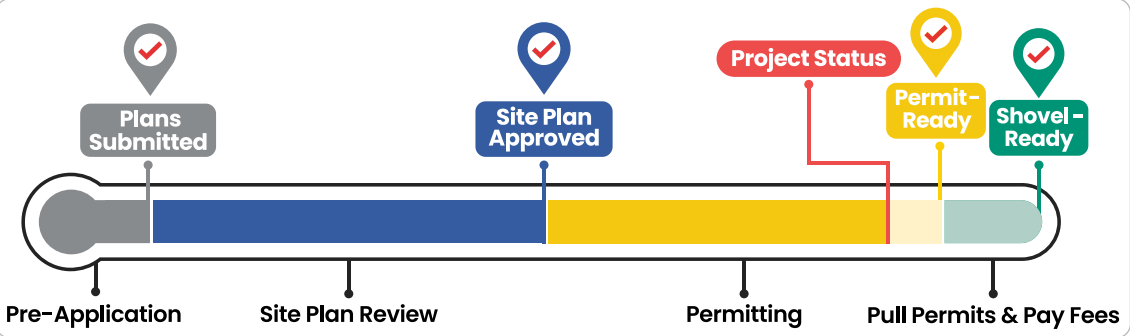 Plans
Submitted
Site Plan
Approved
Project Status
Permit-
Ready
Shovel-
Ready
Pre-Application
Site Plan Review
Permitting
Pull Permits & Pay Fees